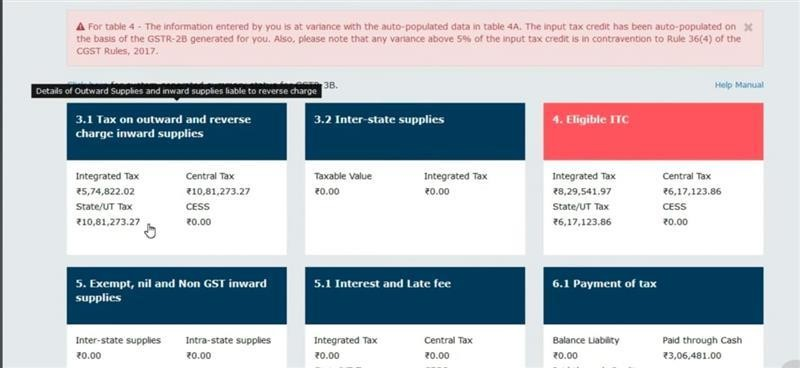 For table 4 - The information entered by you is at variance with the auto-populated data in table 4A. The input tax credit has been auto-populated on
the basis of the GSTR-2B generated for you. Also, please note that any variance above 5% of the input tax credit is in contravention to Rule 36(4) of the
CGST Rules, 2017.
GSTR-3B.
Help Manual
Details of Outward Supplies and inward supplies liable to reverse charge
3.1 Tax on outward and reverse
charge inward supplies
Integrated Tax Central Tax
₹5,74,822.02 ₹10,81,273.27
State/UT Tax CESS
₹10,81,273.27 ₹0.00
3.2 Inter-state supplies
Taxable Value Integrated Tax
₹0.00 ₹0.00
4. Eligible ITC
Integrated Tax Central Tax
₹8,29,541.97 ₹6,17,123.86
State/UT Tax CESS
₹6,17,123.86 ₹0.00
5. Exempt, nil and Non GST inward
supplies
Inter-state supplies Intra-state supplies
₹0.00 ₹0.00
5.1 Interest and Late fee
Integrated Tax Central Tax
₹0.00 ₹0.00
6.1 Payment of tax
Balance Liability Paid through Cash
₹0.00 ₹3,06,481.00